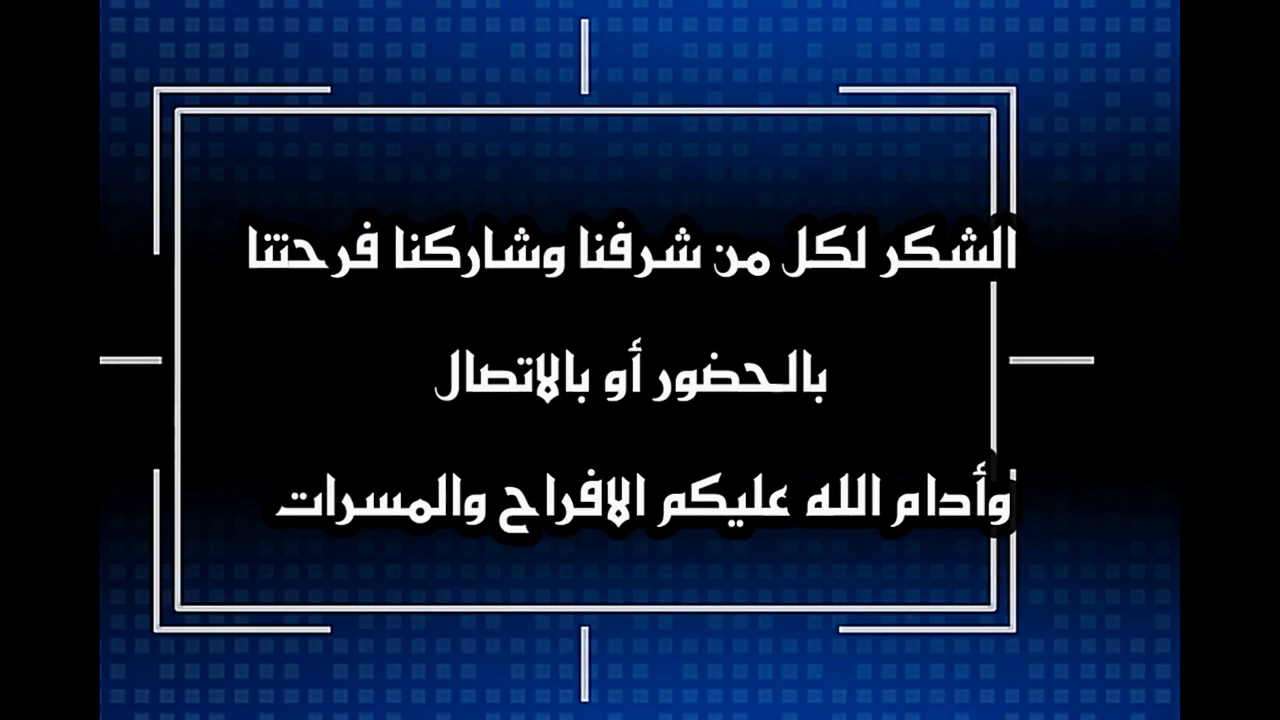 الشكر لكل من شرفنا وشاركنا فرحتنا
بالحضور أو بالاتصال
وأدام الله عليكم الافراح والمسرات